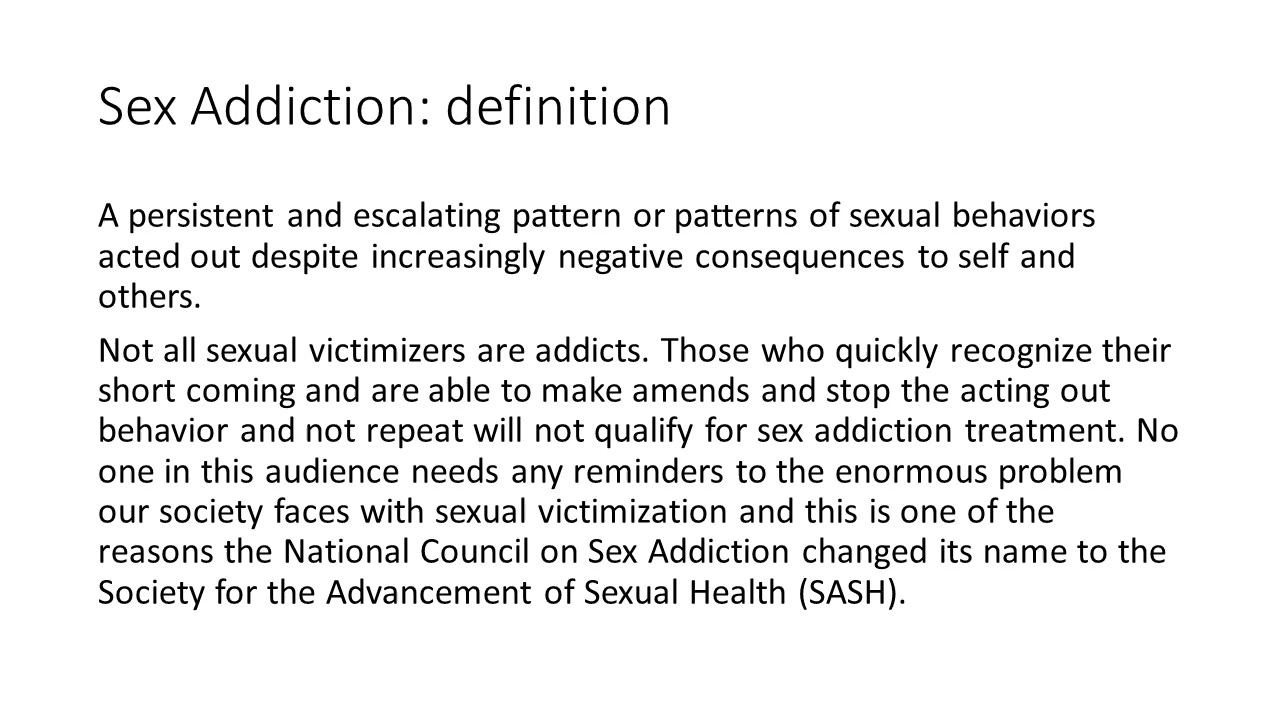 Sex Addiction: definition
A persistent and escalating pattern or patterns of sexual behaviors
acted out despite increasingly negative consequences to self and
others.
Not all sexual victimizers are addicts. Those who quickly recognize their
short coming and are able to make amends and stop the acting out
behavior and not repeat will not qualify for sex addiction treatment. No
one in this audience needs any reminders to the enormous problem
our society faces with sexual victimization and this is one of the
reasons the National Council on Sex Addiction changed its name to the
Society for the Advancement of Sexual Health (SASH).